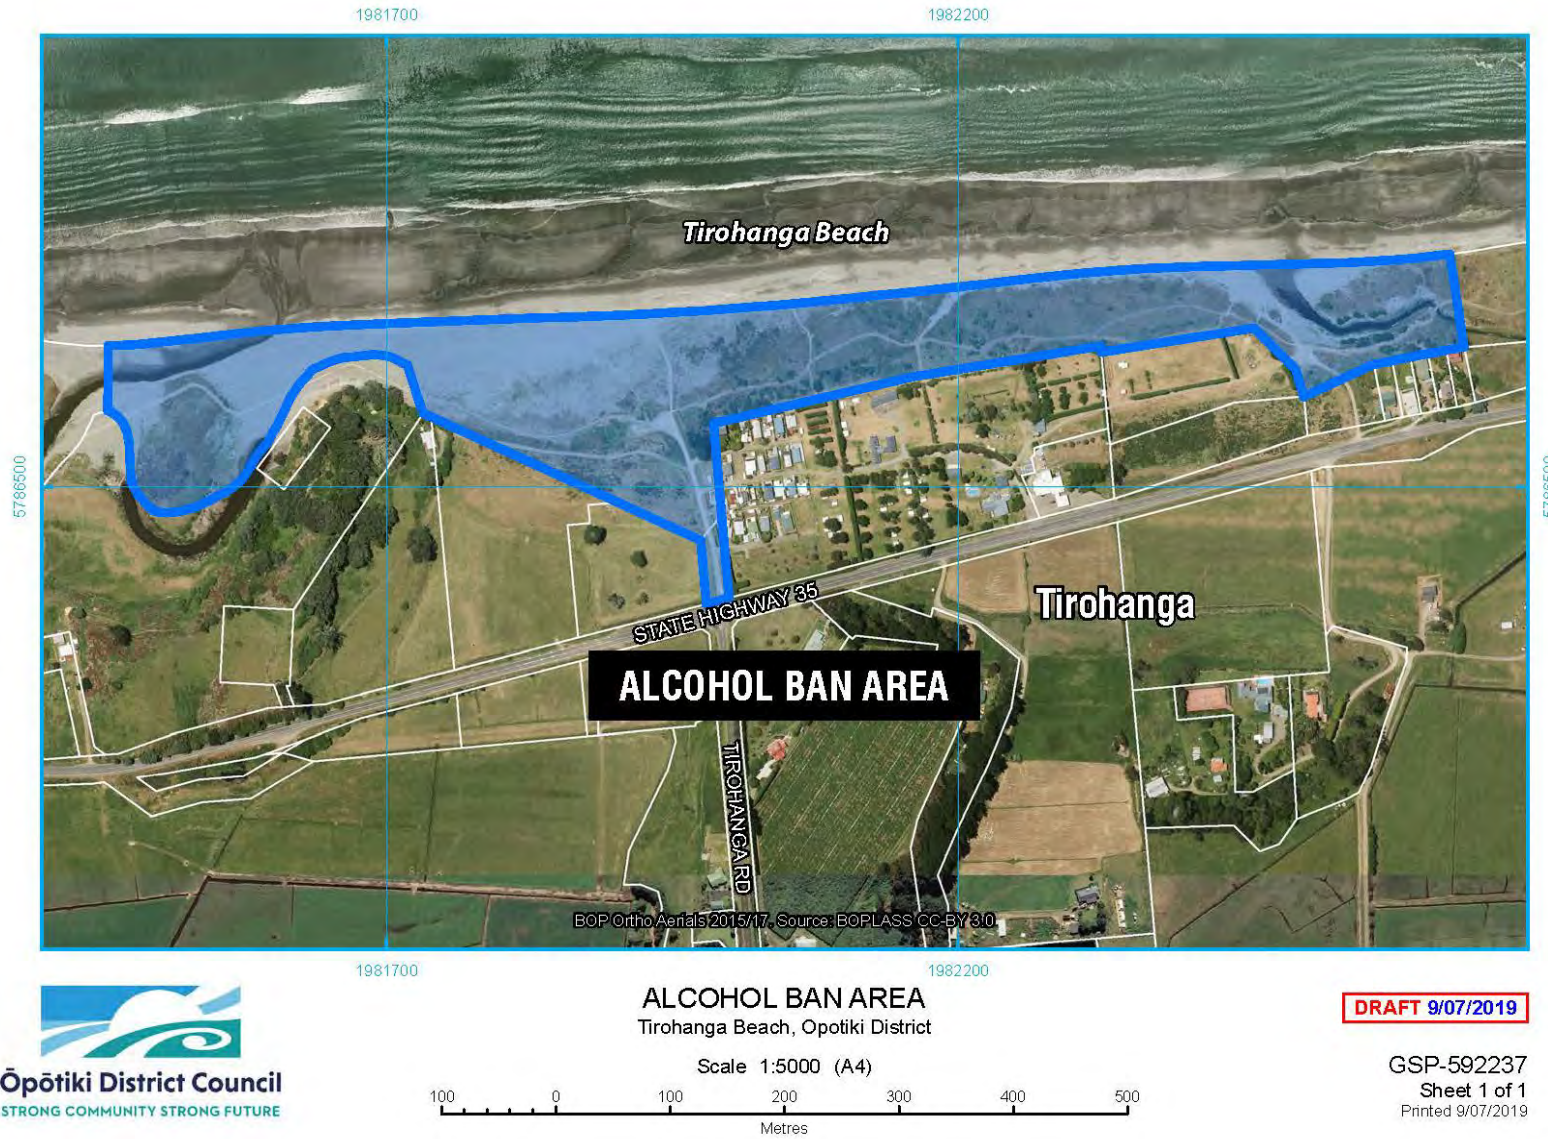 1981700
1982200
Tirohanga Beach
5786500
5786500
STATE HIGHWAY 35
Tirohanga
ALCOHOL BAN AREA
TIROHANGA RD
BOP Ortho Aerials 2015/17, Source: BOPLASS CC-BY 3.0
1981700
1982200
ALCOHOL BAN AREA
Tirohanga Beach, Opotiki District
DRAFT 9/07/2019
Scale 1:5000 (A4)
GSP-592237
Sheet 1 of 1
Printed 9/07/2019
Ōpōtiki District Council
STRONG COMMUNITY STRONG FUTURE
100 0 100 200 300 400 500
Metres